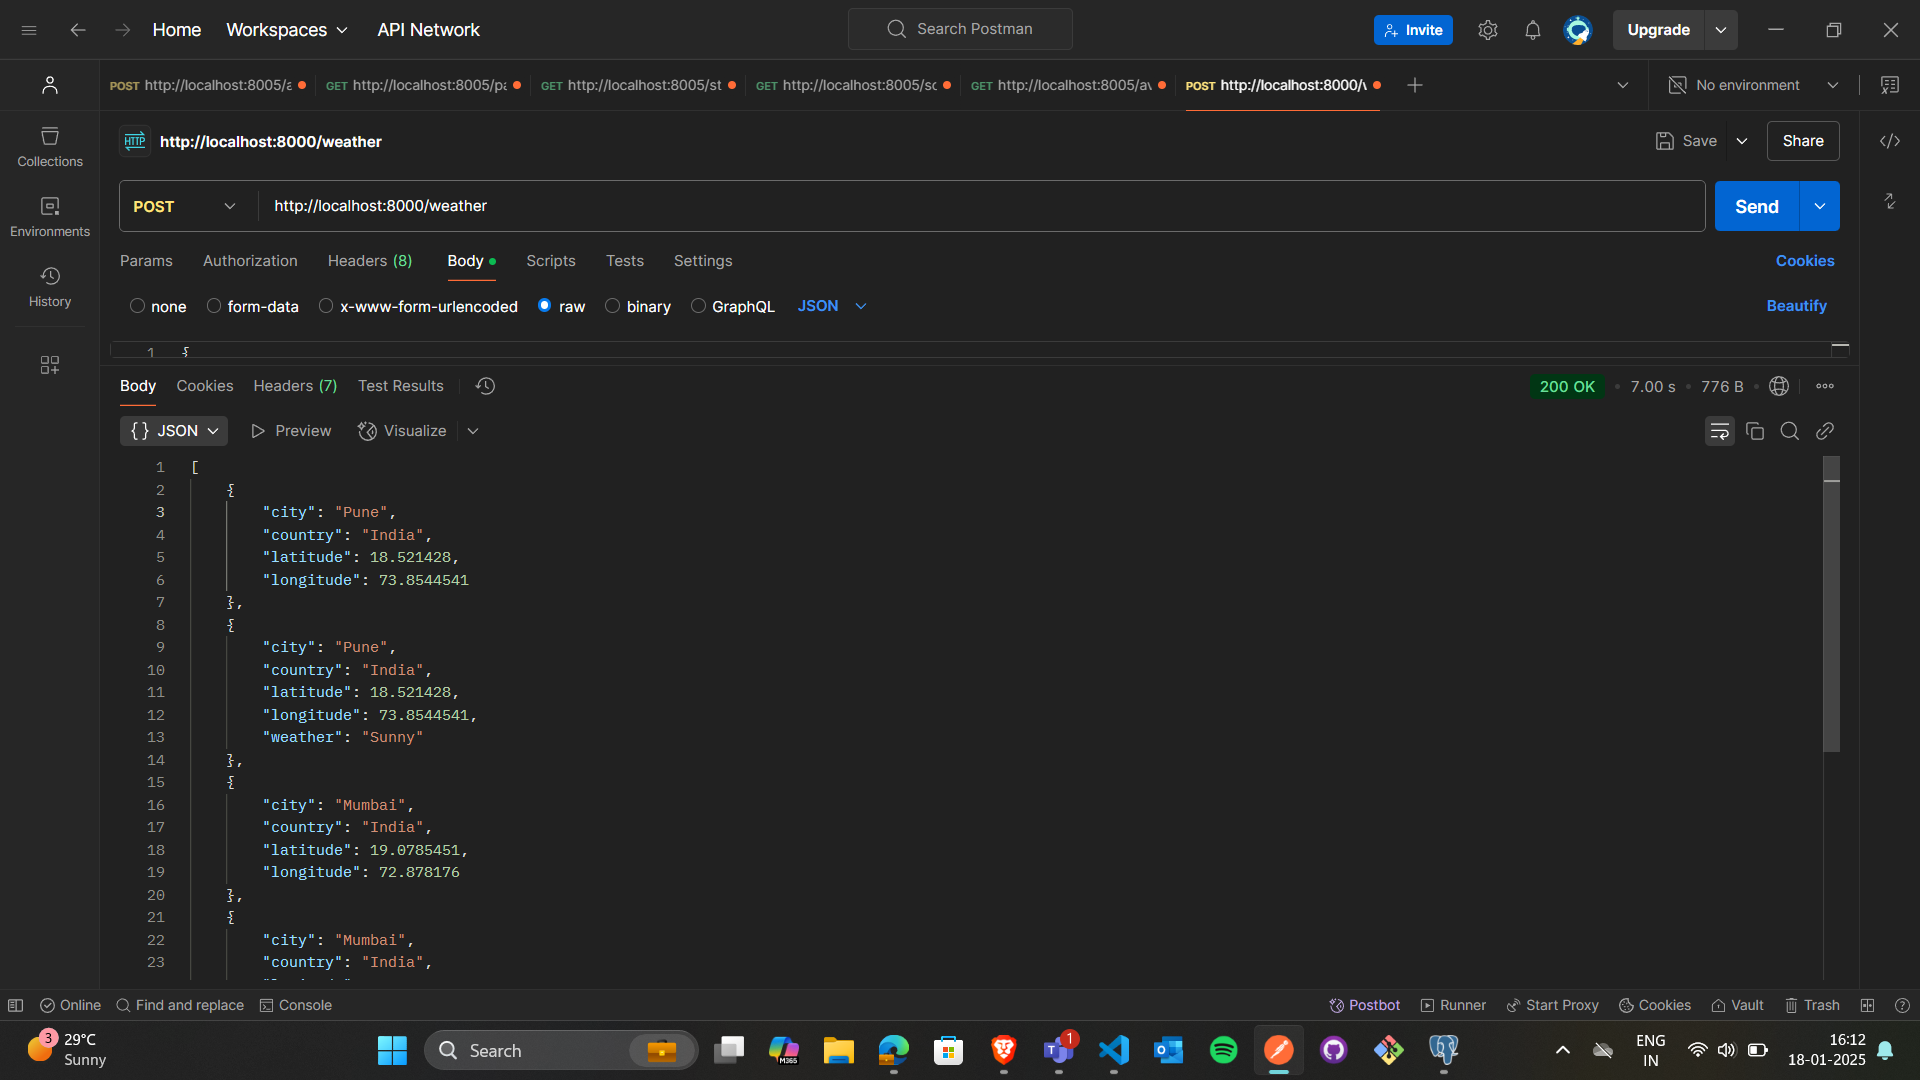 Home Workspaces API Network Search Postman Invite Upgrade
POST http://localhost:8005/a GET http://localhost:8005/pa GET http://localhost:8005/st GET http://localhost:8005/sc GET http://localhost:8005/av POST http://localhost:8000/v No environment
HTTP http://localhost:8000/weather Save Share
Collections
Environments
History
POST http://localhost:8000/weather Send
Params Authorization Headers (8) Body Scripts Tests Settings Cookies
none form-data x-www-form-urlencoded raw binary GraphQL JSON Beautify
1 {
Body Cookies Headers (7) Test Results 200 OK 7.00 s 776 B
{} JSON Preview Visualize
1 [
2 {
3 "city": "Pune",
4 "country": "India",
5 "latitude": 18.521428,
6 "longitude": 73.8544541
7 },
8 {
9 "city": "Pune",
10 "country": "India",
11 "latitude": 18.521428,
12 "longitude": 73.8544541,
13 "weather": "Sunny"
14 },
15 {
16 "city": "Mumbai",
17 "country": "India",
18 "latitude": 19.0785451,
19 "longitude": 72.878176
20 },
21 {
22 "city": "Mumbai",
23 "country": "India",
Online Find and replace Console Postbot Runner Start Proxy Cookies Vault Trash
3 29°C
Sunny
Search
M365
1
ENG
IN
16:12
18-01-2025